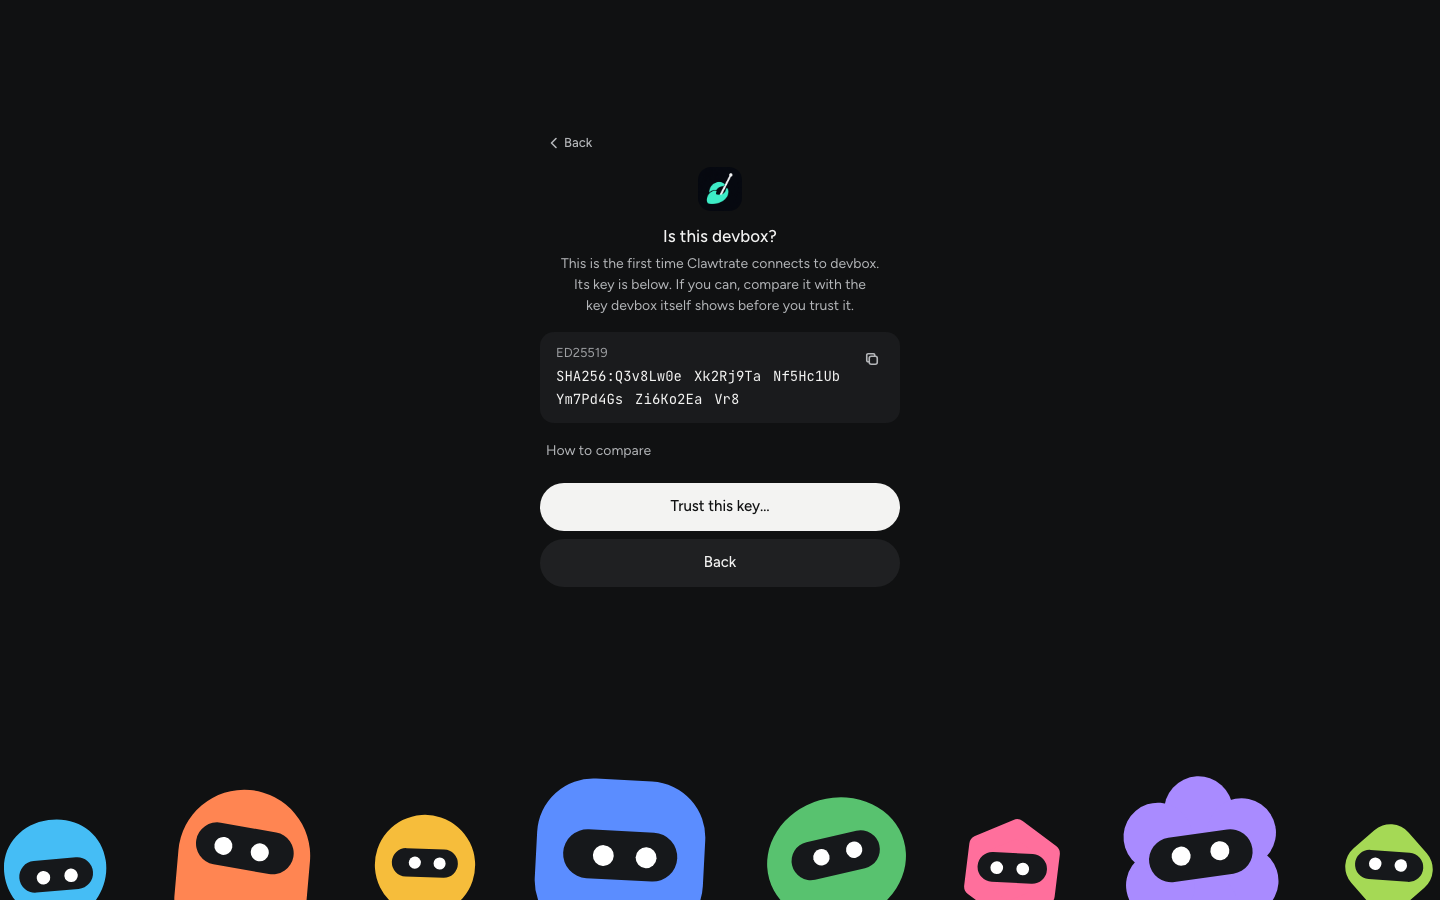 Back
Is this devbox?
This is the first time Clawtrate connects to devbox.
Its key is below. If you can, compare it with the
key devbox itself shows before you trust it.
ED25519
SHA256:Q3v8Lw0e Xk2Rj9Ta Nf5Hc1Ub
Ym7Pd4Gs Zi6Ko2Ea Vr8
How to compare
Trust this key...
Back